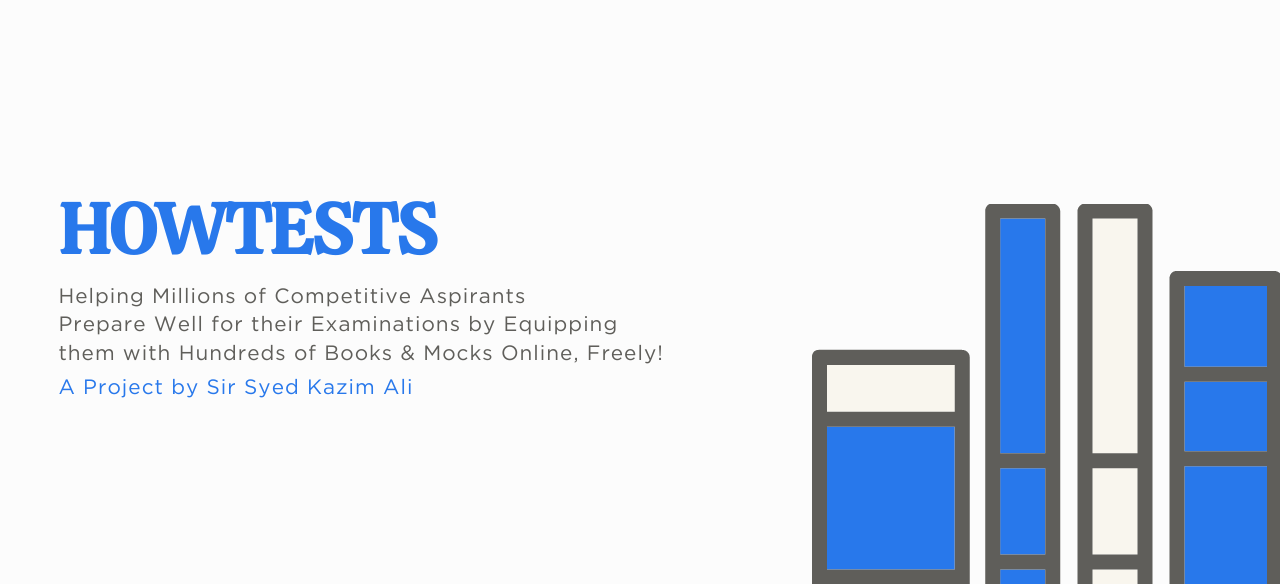 HOWTESTS
Helping Millions of Competitive Aspirants
Prepare Well for their Examinations by Equipping
them with Hundreds of Books & Mocks Online, Freely!
A Project by Sir Syed Kazim Ali